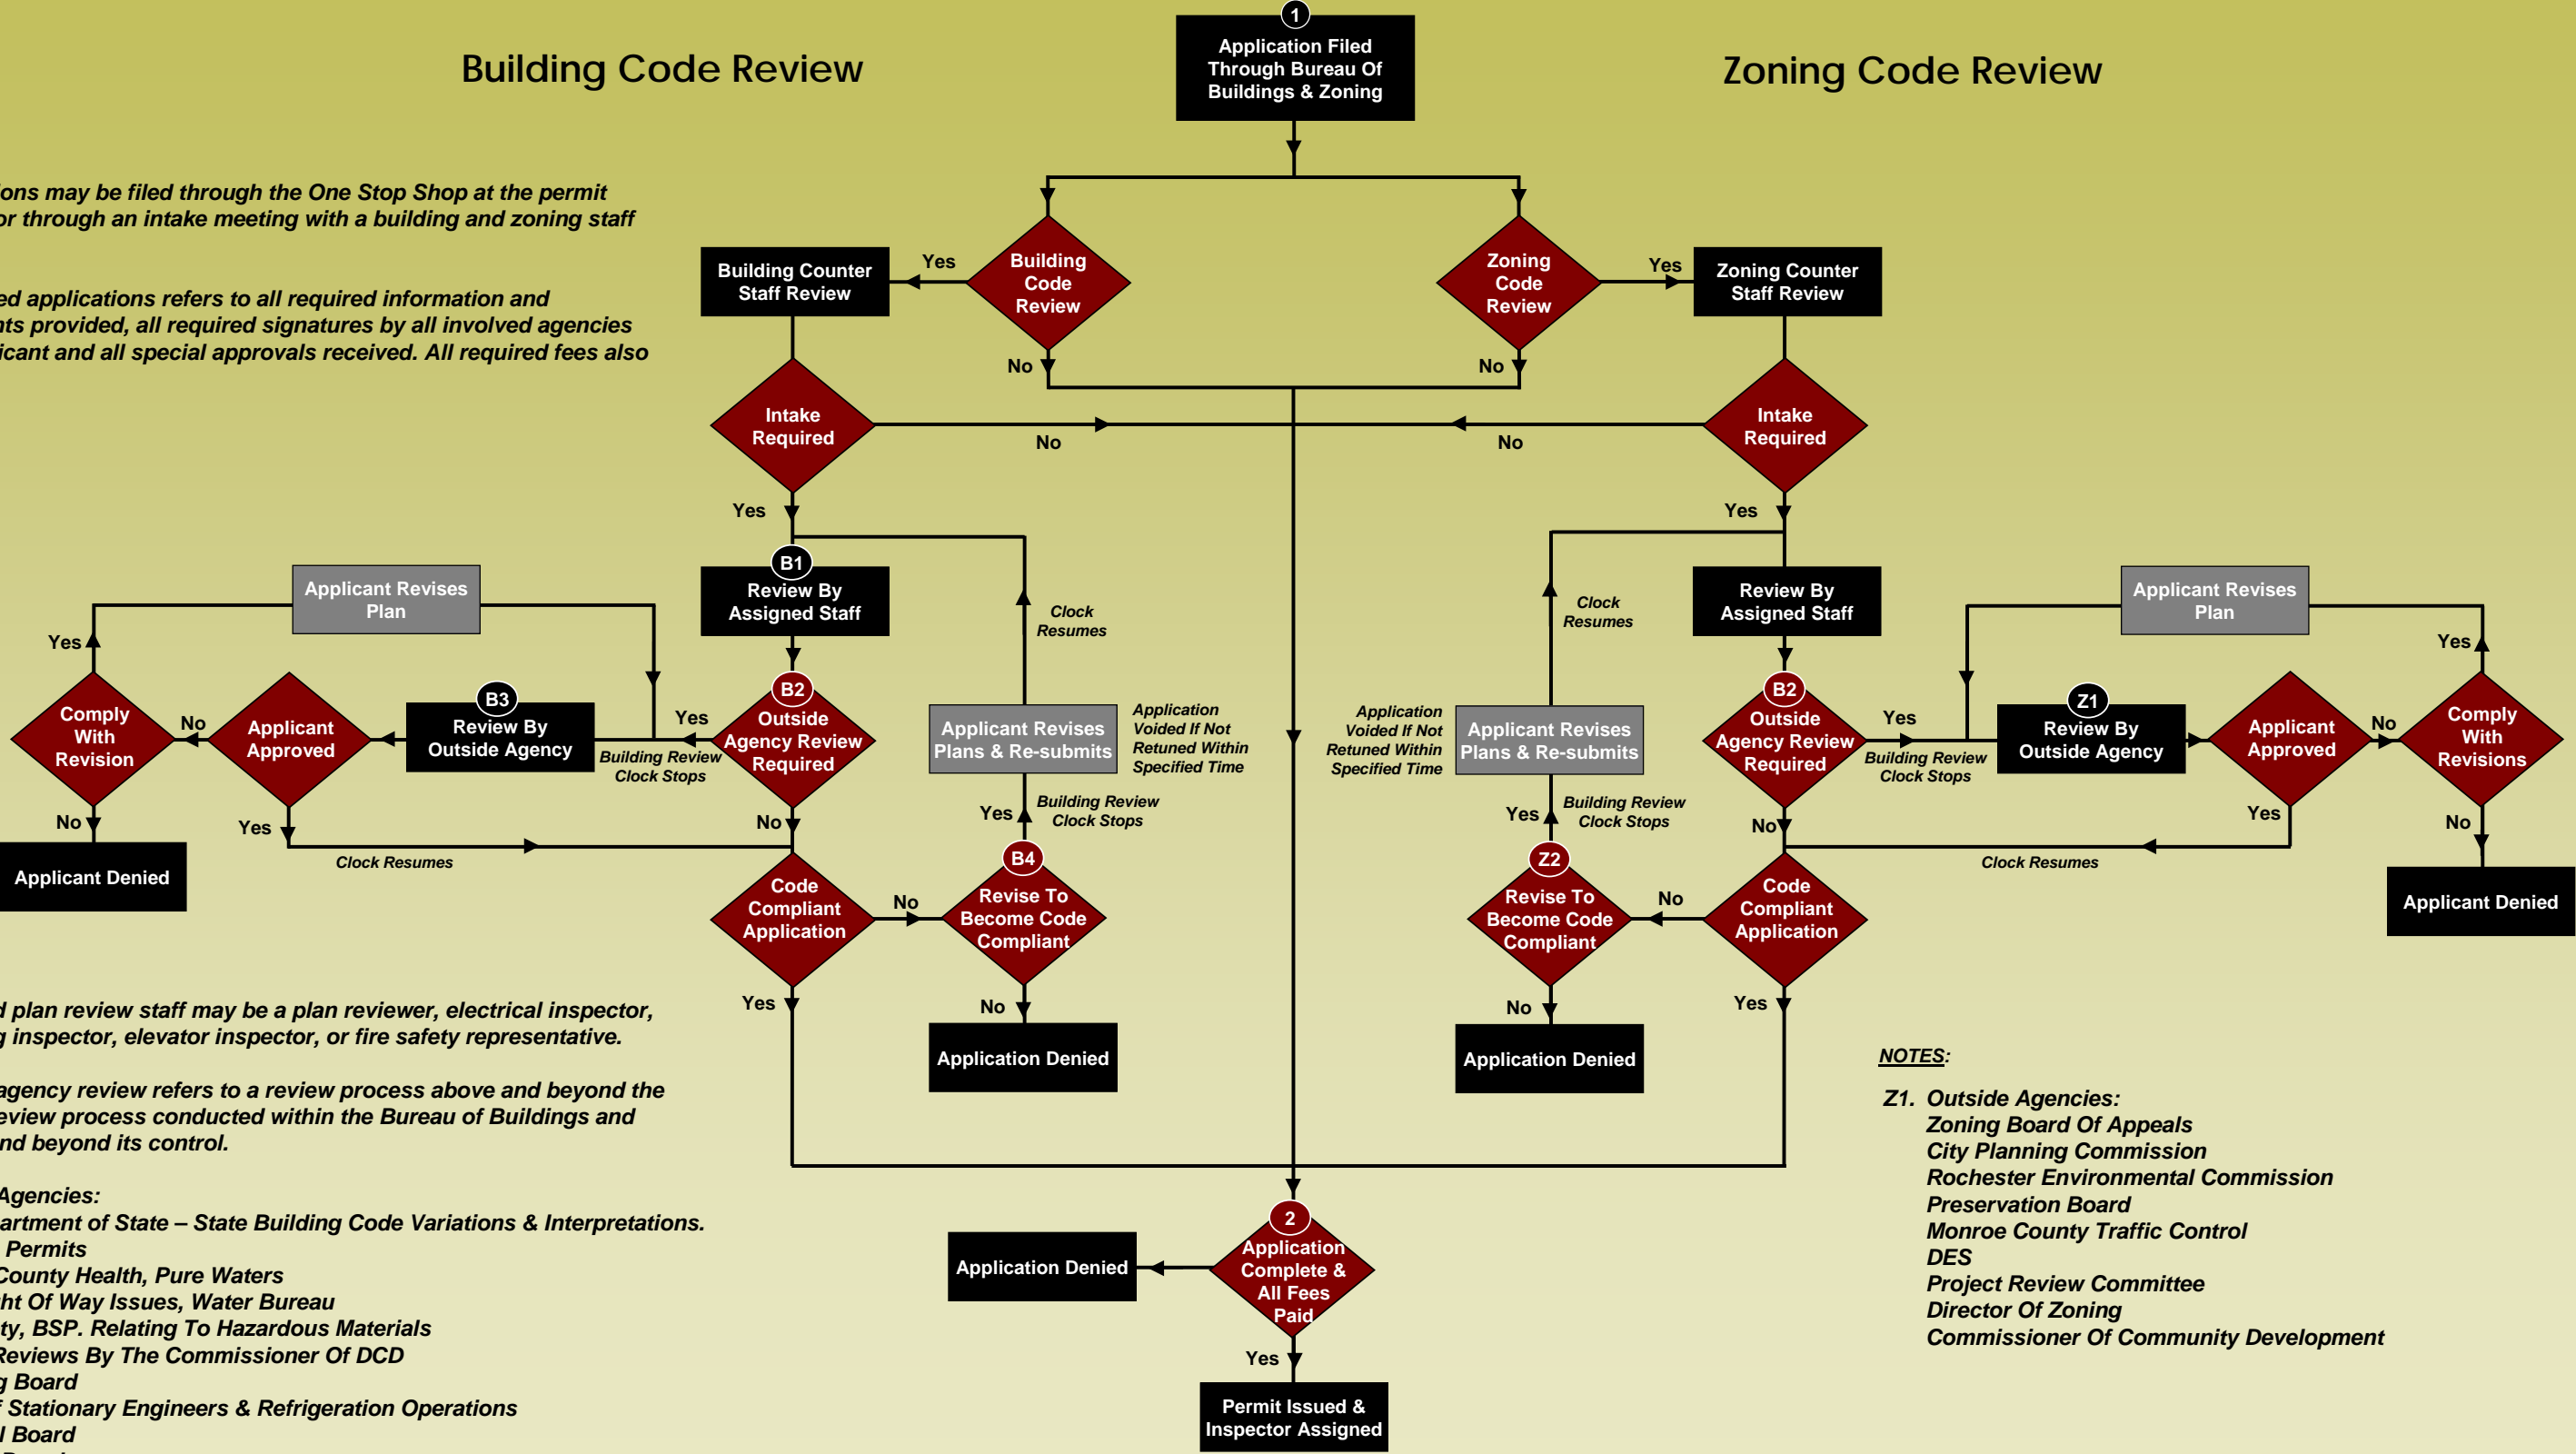 Building Code Review
Zoning Code Review
1
Application Filed
Through Bureau Of
Buildings & Zoning
ons may be filed through the One Stop Shop at the permit
or through an intake meeting with a building and zoning staff
ed applications refers to all required information and
nts provided, all required signatures by all involved agencies
icant and all special approvals received. All required fees also
Building Counter
Staff Review
Yes
Building
Code
Review
No
Zoning
Code
Review
No
Yes
Zoning Counter
Staff Review
Intake
Required
No
Yes
No
Intake
Required
Yes
Applicant Revises
Plan
Yes
Comply
With
Revision
No
Applicant
Approved
B3
Review By
Outside Agency
Yes
Building Review
Clock Stops
B1
Review By
Assigned Staff
B2
Outside
Agency Review
Required
No
No
Applicant Denied
Yes
Clock Resumes
Clock
Resumes
Applicant Revises
Plans & Re-submits
Application
Voided If Not
Retuned Within
Specified Time
Yes
Building Review
Clock Stops
B4
Revise To
Become Code
Compliant
No
Code
Compliant
Application
Yes
No
Application Denied
Clock
Resumes
Application
Voided If Not
Retuned Within
Specified Time
Applicant Revises
Plans & Re-submits
Yes
Building Review
Clock Stops
Z2
Revise To
Become Code
Compliant
No
No
Application Denied
Review By
Assigned Staff
B2
Outside
Agency Review
Required
Yes
Building Review
Clock Stops
No
Code
Compliant
Application
Yes
Applicant Revises
Plan
Z1
Review By
Outside Agency
Applicant
Approved
No
Yes
Comply
With
Revisions
Yes
Clock Resumes
No
Applicant Denied
d plan review staff may be a plan reviewer, electrical inspector,
g inspector, elevator inspector, or fire safety representative.
agency review refers to a review process above and beyond the
eview process conducted within the Bureau of Buildings and
nd beyond its control.
Agencies:
artment of State – State Building Code Variations & Interpretations.
Permits
County Health, Pure Waters
ht Of Way Issues, Water Bureau
ty, BSP. Relating To Hazardous Materials
Reviews By The Commissioner Of DCD
g Board
f Stationary Engineers & Refrigeration Operations
l Board
2
Application
Complete &
All Fees
Paid
Application Denied
Yes
Permit Issued &
Inspector Assigned
NOTES:
Z1. Outside Agencies:
Zoning Board Of Appeals
City Planning Commission
Rochester Environmental Commission
Preservation Board
Monroe County Traffic Control
DES
Project Review Committee
Director Of Zoning
Commissioner Of Community Development